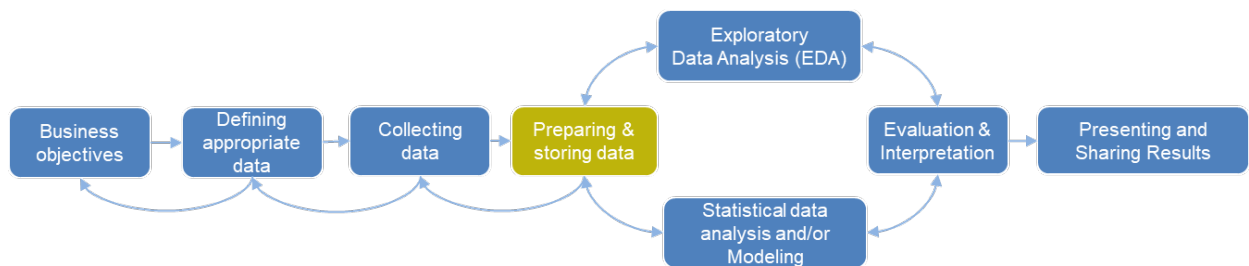 Business
objectives
Defining
appropriate
data
Collecting
data
Preparing &
storing data
Exploratory
Data Analysis (EDA)
Statistical data
analysis and/or
Modeling
Evaluation &
Interpretation
Presenting and
Sharing Results